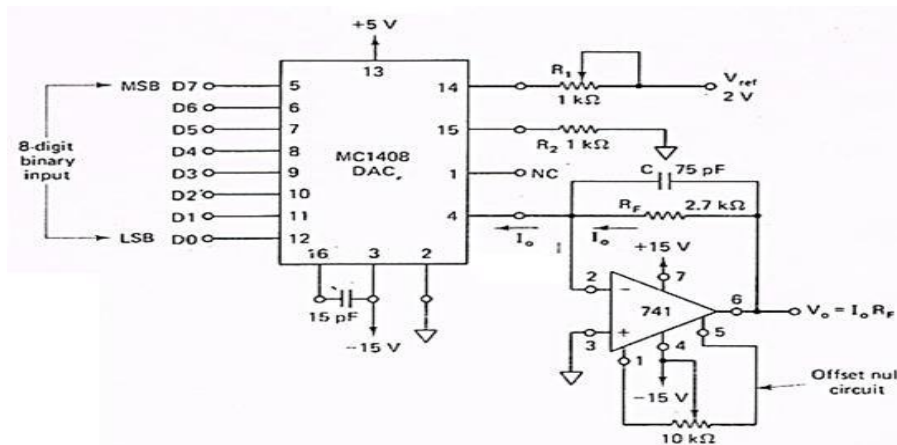 +5 V
13
MSB D7 5
D6 6
D5 7
D4 8
D3 9
D2 10
D1 11
LSB D0 12
8-digit
binary
input
MC1408
DAC
14
15
1
4
16 3 2
15 pF
−15 V
R1
1 kΩ
Vref
2 V
R2 1 kΩ
NC
C 75 pF
RF 2.7 kΩ
Io
Io
+15 V
7
2
−
741
6
Vo = IoRF
+
3
1
4
5
−15 V
10 kΩ
Offset nul
circuit